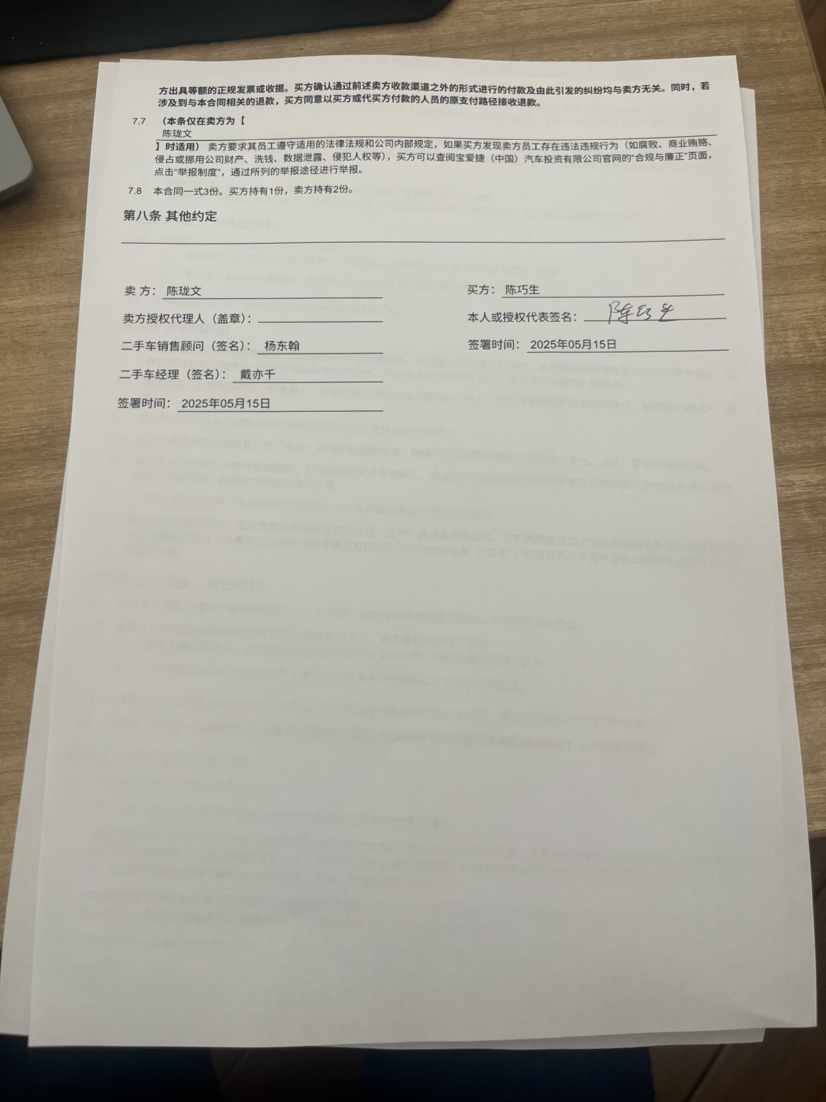 方出具等额的正规发票或收据。买方确认通过前述卖方收款渠道之外的形式进行的付款及由此引发的纠纷均与卖方无关。同时，若
涉及到与本合同相关的退款，买方同意以买方或代买方付款的人员的原支付路径接收退款。
7.7 （本条仅在卖方为【
陈珑文
】时适用） 卖方要求其员工遵守适用的法律法规和公司内部规定，如果买方发现卖方员工存在违法违规行为（如腐败、商业贿赂、
侵占或挪用公司财产、洗钱、数据泄露、侵犯人权等），买方可以查阅宝爱捷（中国）汽车投资有限公司官网的“合规与廉正”页面，
点击“举报制度”，通过所列的举报途径进行举报。
7.8 本合同一式3份。买方持有1份，卖方持有2份。
第八条 其他约定
卖 方： 陈珑文 买方： 陈巧生
卖方授权代理人（盖章）： 本人或授权代表签名： 陈巧生
二手车销售顾问（签名）： 杨东翰 签署时间： 2025年05月15日
二手车经理（签名）： 戴亦千
签署时间： 2025年05月15日